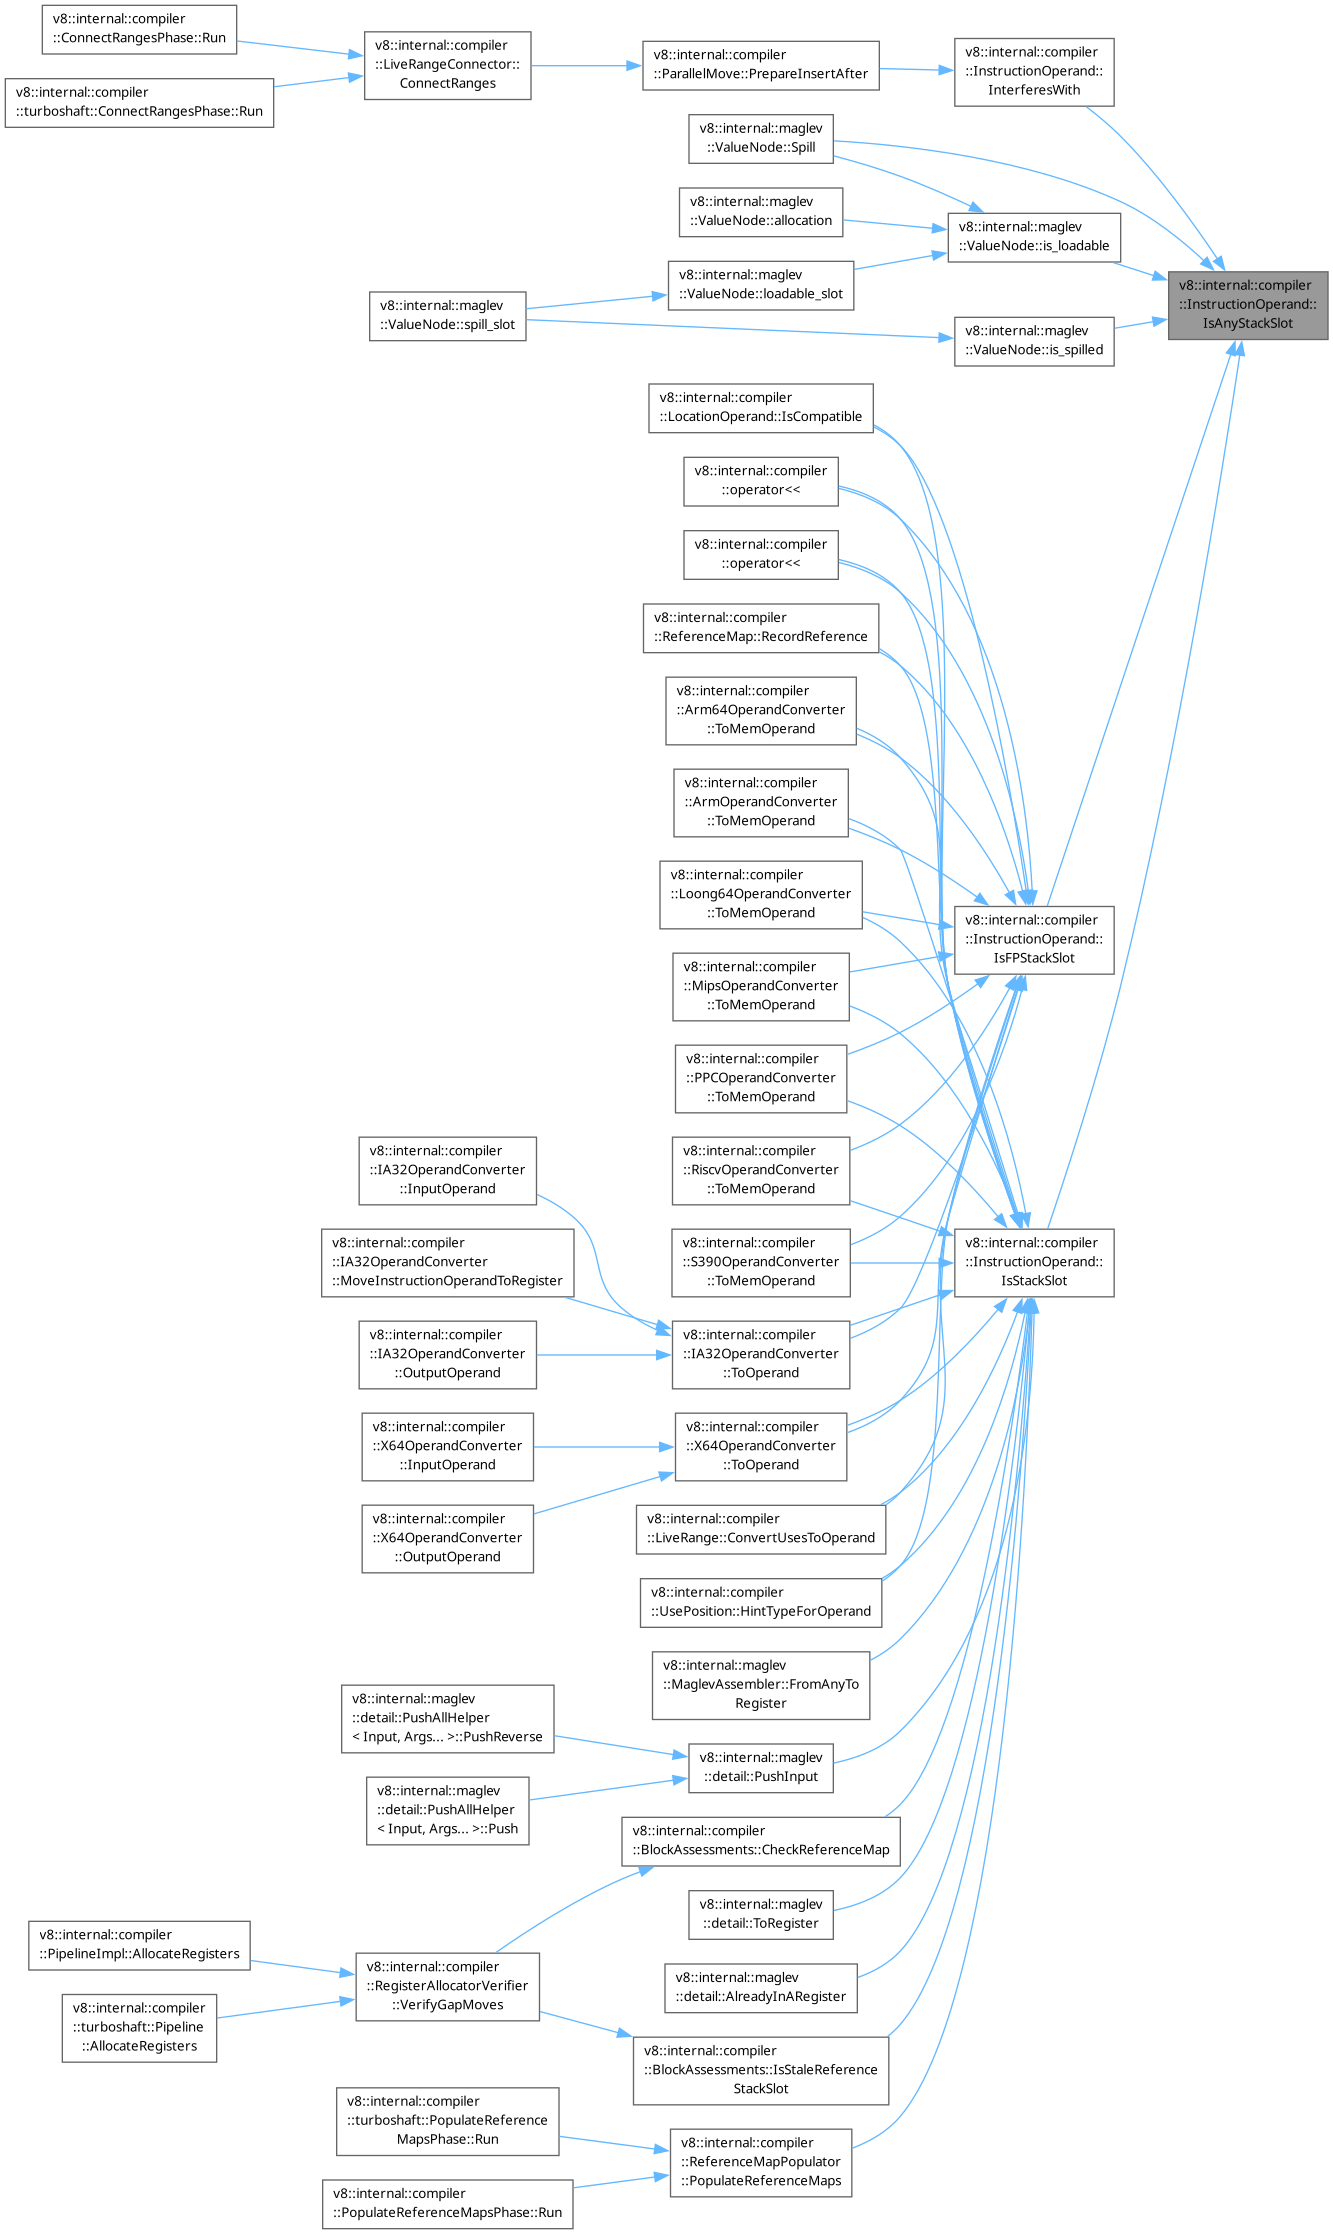 v8::internal::compiler
::ConnectRangesPhase::Run
v8::internal::compiler
::turboshaft::ConnectRangesPhase::Run
v8::internal::compiler
::LiveRangeConnector::
ConnectRanges
v8::internal::compiler
::ParallelMove::PrepareInsertAfter
v8::internal::compiler
::InstructionOperand::
InterferesWith
v8::internal::maglev
::ValueNode::Spill
v8::internal::maglev
::ValueNode::allocation
v8::internal::maglev
::ValueNode::is_loadable
v8::internal::maglev
::ValueNode::loadable_slot
v8::internal::maglev
::ValueNode::spill_slot
v8::internal::maglev
::ValueNode::is_spilled
v8::internal::compiler
::InstructionOperand::
IsAnyStackSlot
v8::internal::compiler
::LocationOperand::IsCompatible
v8::internal::compiler
::operator<<
v8::internal::compiler
::operator<<
v8::internal::compiler
::ReferenceMap::RecordReference
v8::internal::compiler
::Arm64OperandConverter
::ToMemOperand
v8::internal::compiler
::ArmOperandConverter
::ToMemOperand
v8::internal::compiler
::Loong64OperandConverter
::ToMemOperand
v8::internal::compiler
::InstructionOperand::
IsFPStackSlot
v8::internal::compiler
::MipsOperandConverter
::ToMemOperand
v8::internal::compiler
::PPCOperandConverter
::ToMemOperand
v8::internal::compiler
::RiscvOperandConverter
::ToMemOperand
v8::internal::compiler
::S390OperandConverter
::ToMemOperand
v8::internal::compiler
::InstructionOperand::
IsStackSlot
v8::internal::compiler
::IA32OperandConverter
::InputOperand
v8::internal::compiler
::IA32OperandConverter
::MoveInstructionOperandToRegister
v8::internal::compiler
::IA32OperandConverter
::OutputOperand
v8::internal::compiler
::IA32OperandConverter
::ToOperand
v8::internal::compiler
::X64OperandConverter
::InputOperand
v8::internal::compiler
::X64OperandConverter
::ToOperand
v8::internal::compiler
::X64OperandConverter
::OutputOperand
v8::internal::compiler
::LiveRange::ConvertUsesToOperand
v8::internal::compiler
::UsePosition::HintTypeForOperand
v8::internal::maglev
::MaglevAssembler::FromAnyTo
Register
v8::internal::maglev
::detail::PushAllHelper
< Input, Args... >::PushReverse
v8::internal::maglev
::detail::PushInput
v8::internal::maglev
::detail::PushAllHelper
< Input, Args... >::Push
v8::internal::compiler
::BlockAssessments::CheckReferenceMap
v8::internal::maglev
::detail::ToRegister
v8::internal::compiler
::PipelineImpl::AllocateRegisters
v8::internal::compiler
::RegisterAllocatorVerifier
::VerifyGapMoves
v8::internal::maglev
::detail::AlreadyInARegister
v8::internal::compiler
::turboshaft::Pipeline
::AllocateRegisters
v8::internal::compiler
::BlockAssessments::IsStaleReference
StackSlot
v8::internal::compiler
::turboshaft::PopulateReference
MapsPhase::Run
v8::internal::compiler
::ReferenceMapPopulator
::PopulateReferenceMaps
v8::internal::compiler
::PopulateReferenceMapsPhase::Run